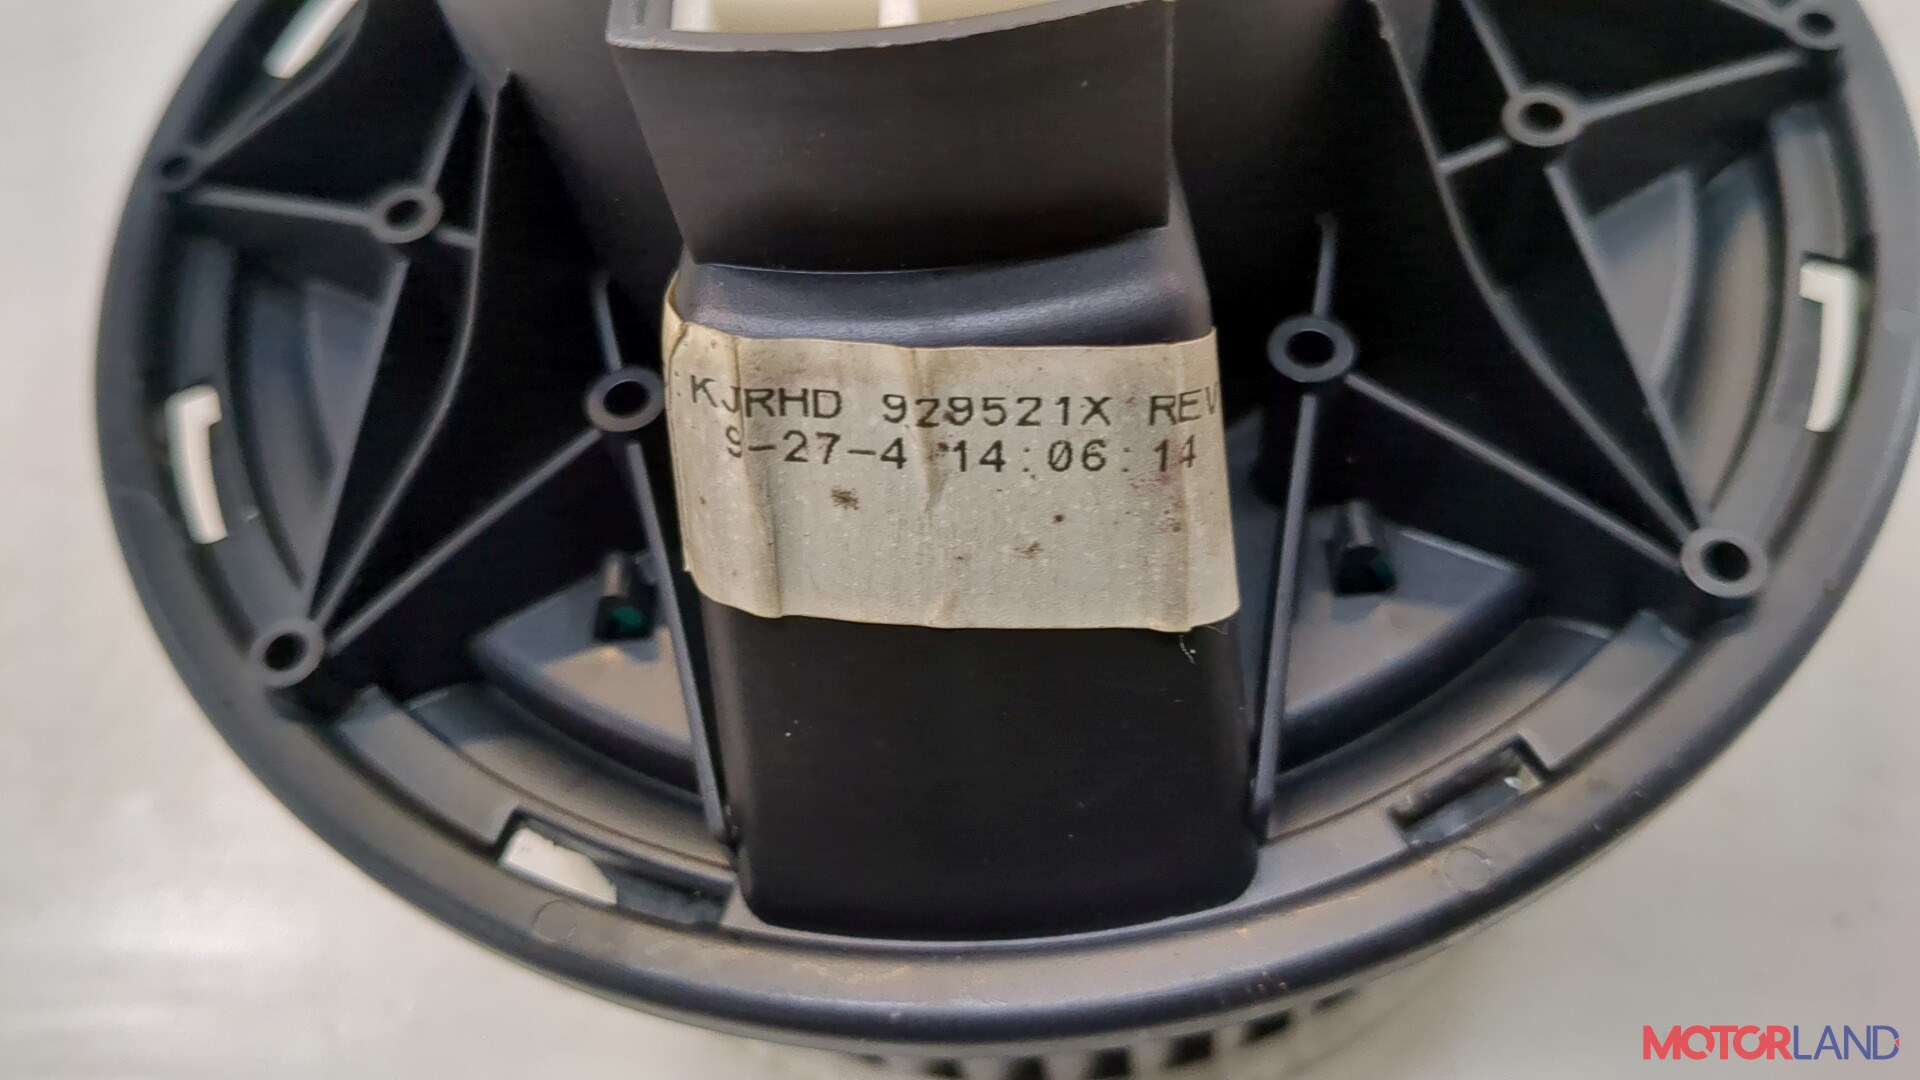 KJRHD 929521X REV
9-27-4 14:06:14
MOTORLAND